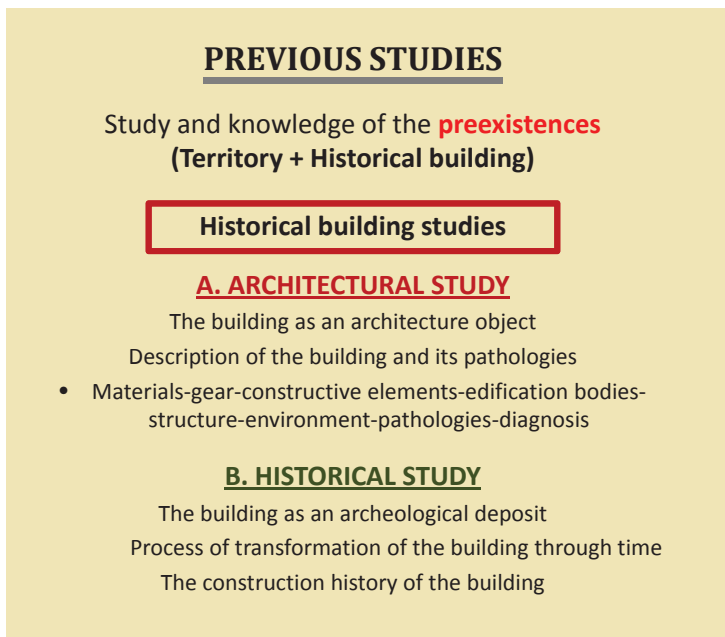 PREVIOUS STUDIES
Study and knowledge of the preexistences
(Territory + Historical building)
Historical building studies
A. ARCHITECTURAL STUDY
The building as an architecture object
Description of the building and its pathologies
• Materials-gear-constructive elements-edification bodies-
structure-environment-pathologies-diagnosis
B. HISTORICAL STUDY
The building as an archeological deposit
Process of transformation of the building through time
The construction history of the building